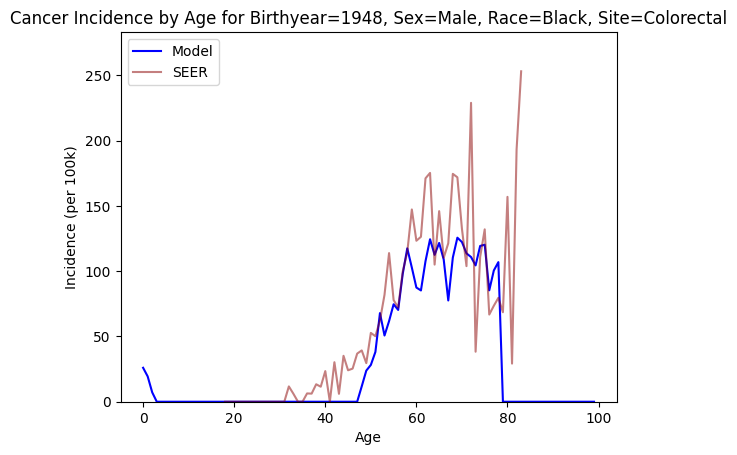 Cancer Incidence by Age for Birthyear=1948, Sex=Male, Race=Black, Site=Colorectal
Model
SEER
Incidence (per 100k)
250
200
150
100
50
0
0 20 40 60 80 100
Age